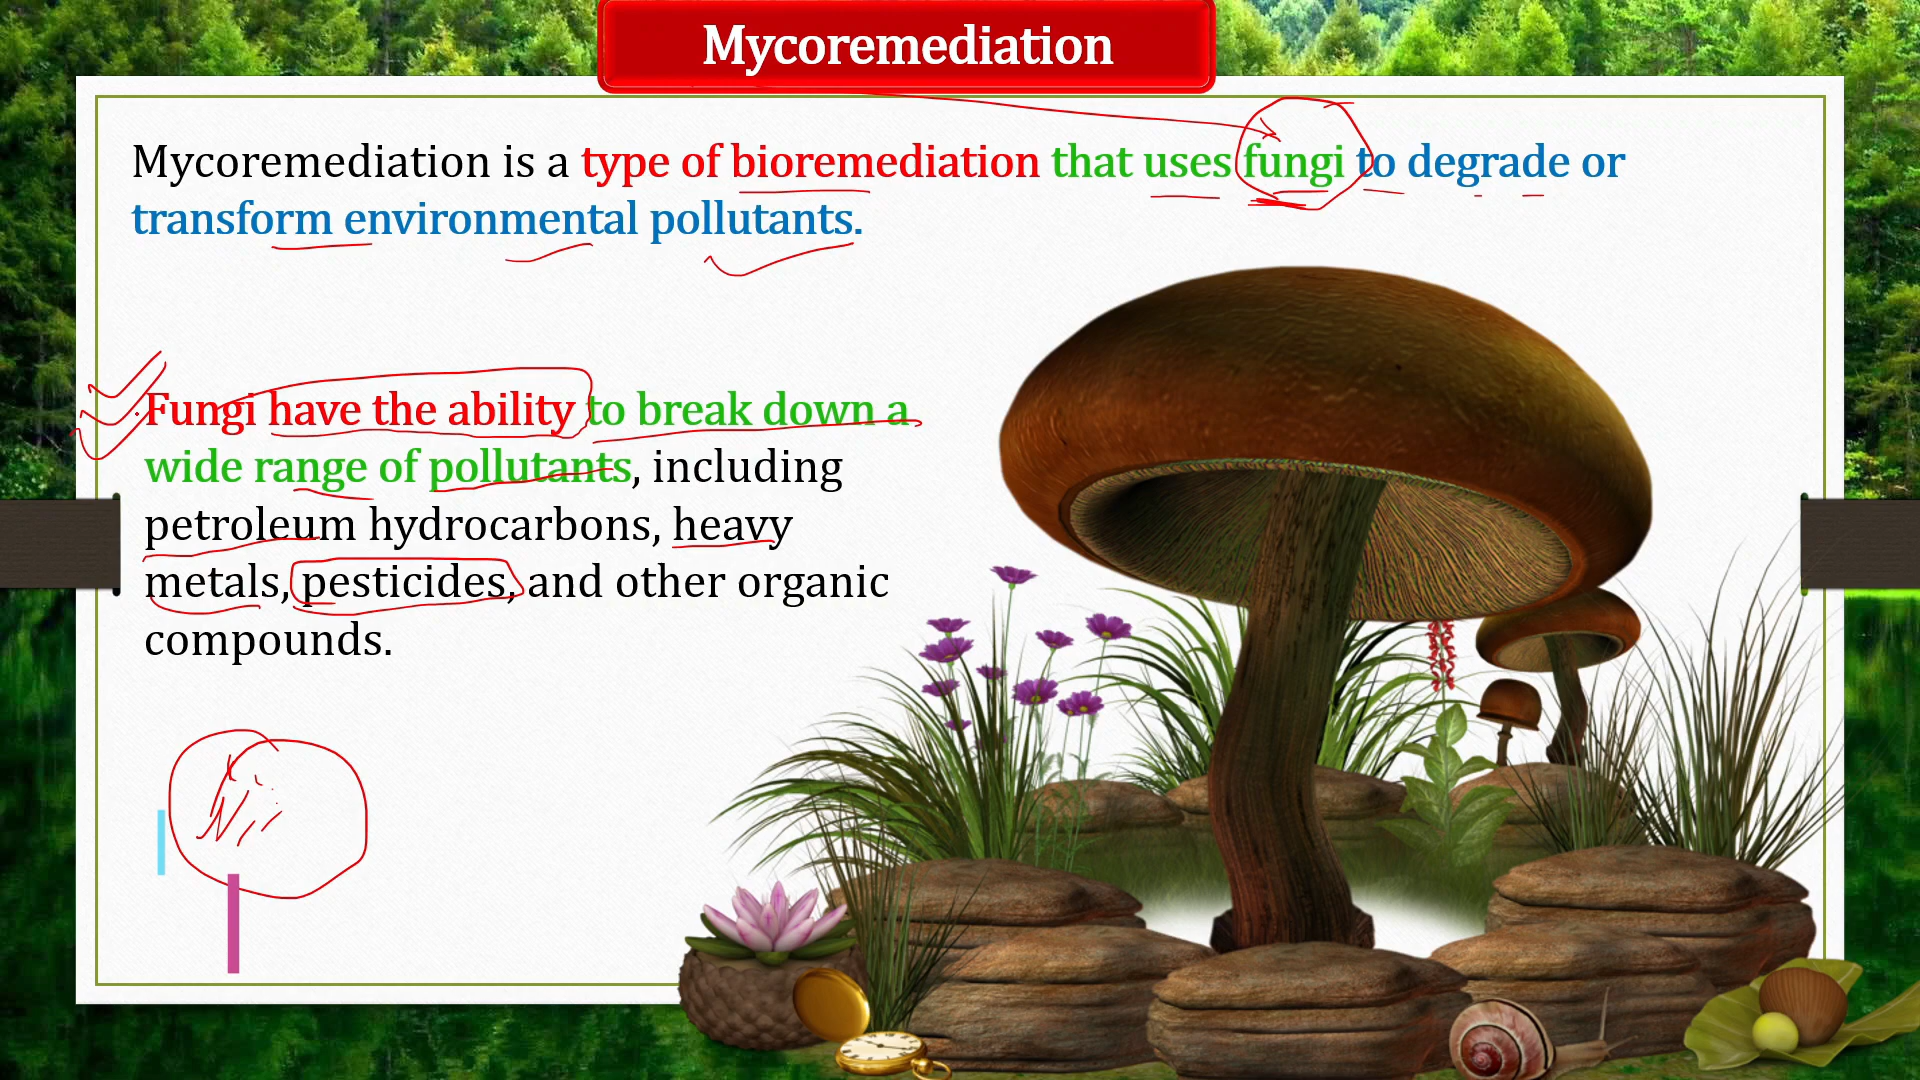 Mycoremediation
Mycoremediation is a type of bioremediation that uses fungi to degrade or
transform environmental pollutants.
Fungi have the ability to break down a
wide range of pollutants, including
petroleum hydrocarbons, heavy
metals, pesticides, and other organic
compounds.